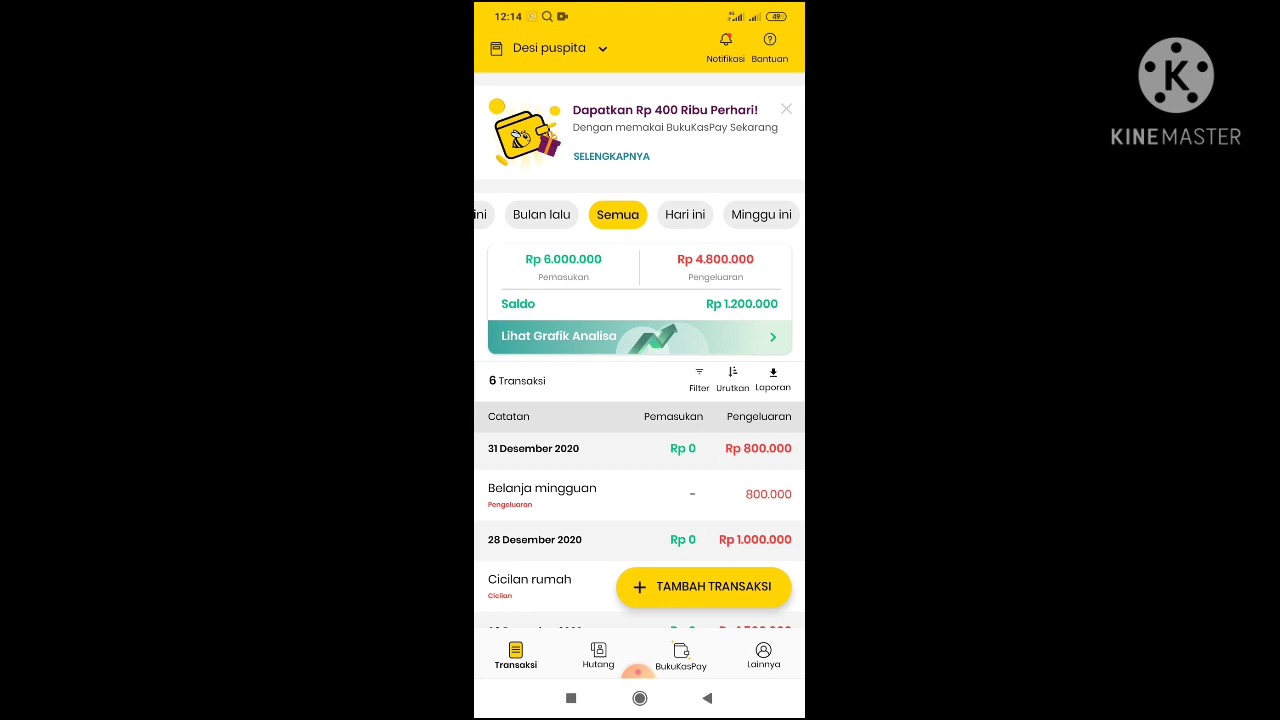 12:14
49
Desi puspita
Notifikasi
Bantuan
Dapatkan Rp 400 Ribu Perhari!
Dengan memakai BukuKasPay Sekarang
SELENGKAPNYA
ini
Bulan lalu
Semua
Hari ini
Minggu ini
Rp 6.000.000
Rp 4.800.000
Pemasukan
Pengeluaran
Saldo
Rp 1.200.000
Lihat Grafik Analisa
6 Transaksi
Filter
Urutkan
Laporan
Catatan
Pemasukan
Pengeluaran
31 Desember 2020
Rp 0
Rp 800.000
Belanja mingguan
-
800.000
Pengeluaran
28 Desember 2020
Rp 0
Rp 1.000.000
Cicilan rumah
Cicilan
+ TAMBAH TRANSAKSI
Transaksi
Hutang
BukuKasPay
Lainnya
K
KINEMASTER